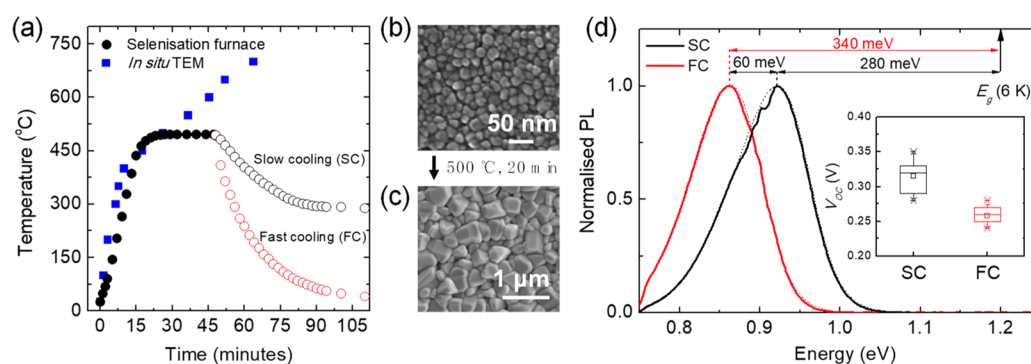 (a)
750
600
450
300
150
0
Temperature (°C)
Selenisation furnace
In situ TEM
Slow cooling (SC)
Fast cooling (FC)
0 15 30 45 60 75 90 105
Time (minutes)
(b)
50 nm
500 ℃, 20 min
(c)
1 µm
(d)
SC
FC
340 meV
60 meV
280 meV
Eg (6 K)
1.0
0.5
0.0
Normalised PL
0.40
0.35
0.30
0.25
0.20
VOC (V)
SC FC
0.8 0.9 1.0 1.1 1.2
Energy (eV)